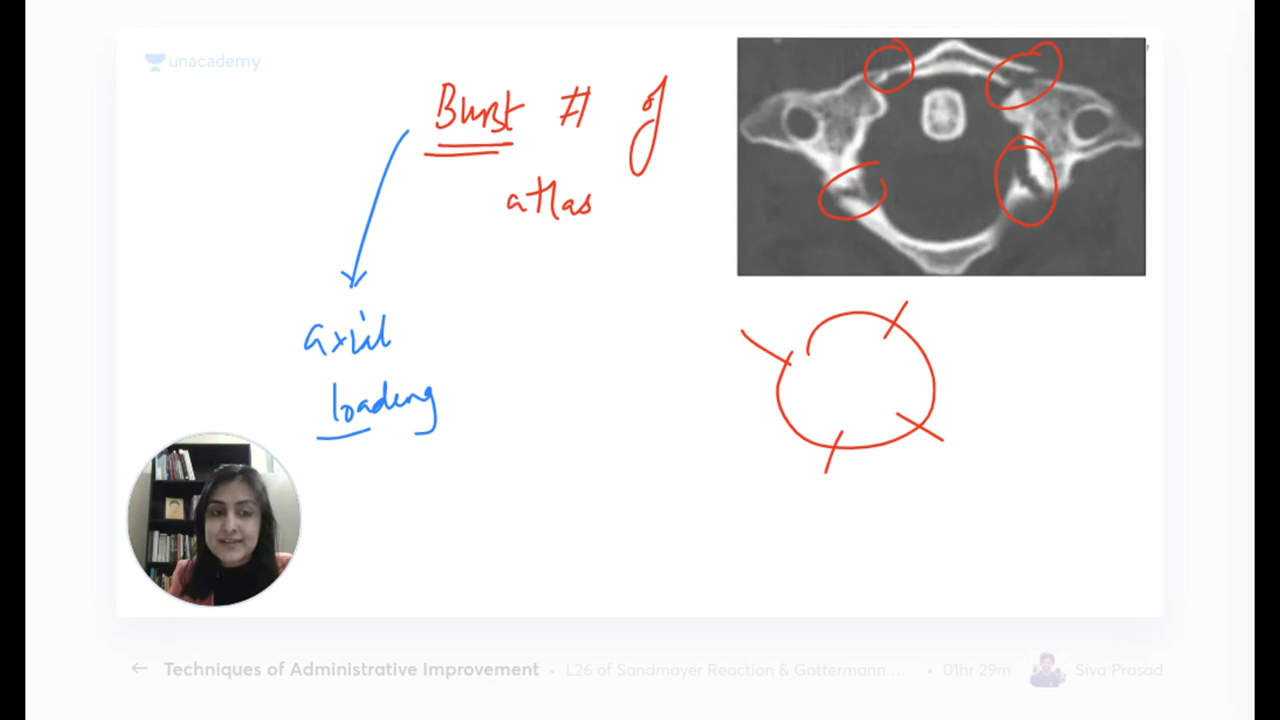 unacademy
Burst # of
atlas
axial
loading
← Techniques of Administrative Improvement • L26 of Sandmayer Reaction & Gattermann ... • 01hr 29m Siva Prasad